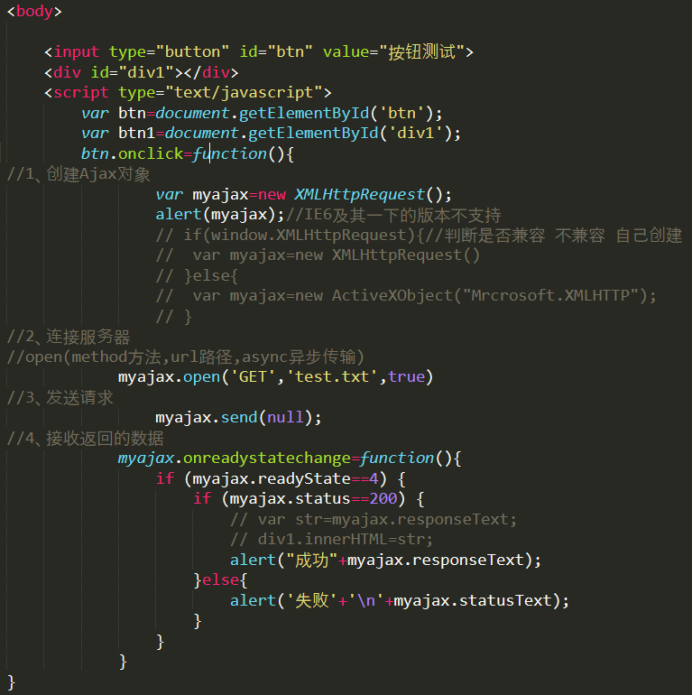 <body>
<input type="button" id="btn" value="按钮测试">
<div id="div1"></div>
<script type="text/javascript">
var btn=document.getElementById('btn');
var btn1=document.getElementById('div1');
btn.onclick=function(){
//1、创建Ajax对象
var myajax=new XMLHttpRequest();
alert(myajax);//IE6及其一下的版本不支持
// if(window.XMLHttpRequest){//判断是否兼容 不兼容 自己创建
//  var myajax=new XMLHttpRequest()
// }else{
//  var myajax=new ActiveXObject("Mrcrosoft.XMLHTTP");
// }
//2、连接服务器
//open(method方法,url路径,async异步传输)
myajax.open('GET','test.txt',true)
//3、发送请求
myajax.send(null);
//4、接收返回的数据
myajax.onreadystatechange=function(){
if (myajax.readyState==4) {
if (myajax.status==200) {
// var str=myajax.responseText;
// div1.innerHTML=str;
alert("成功"+myajax.responseText);
}else{
alert('失败'+'\n'+myajax.statusText);
}
}
}
}